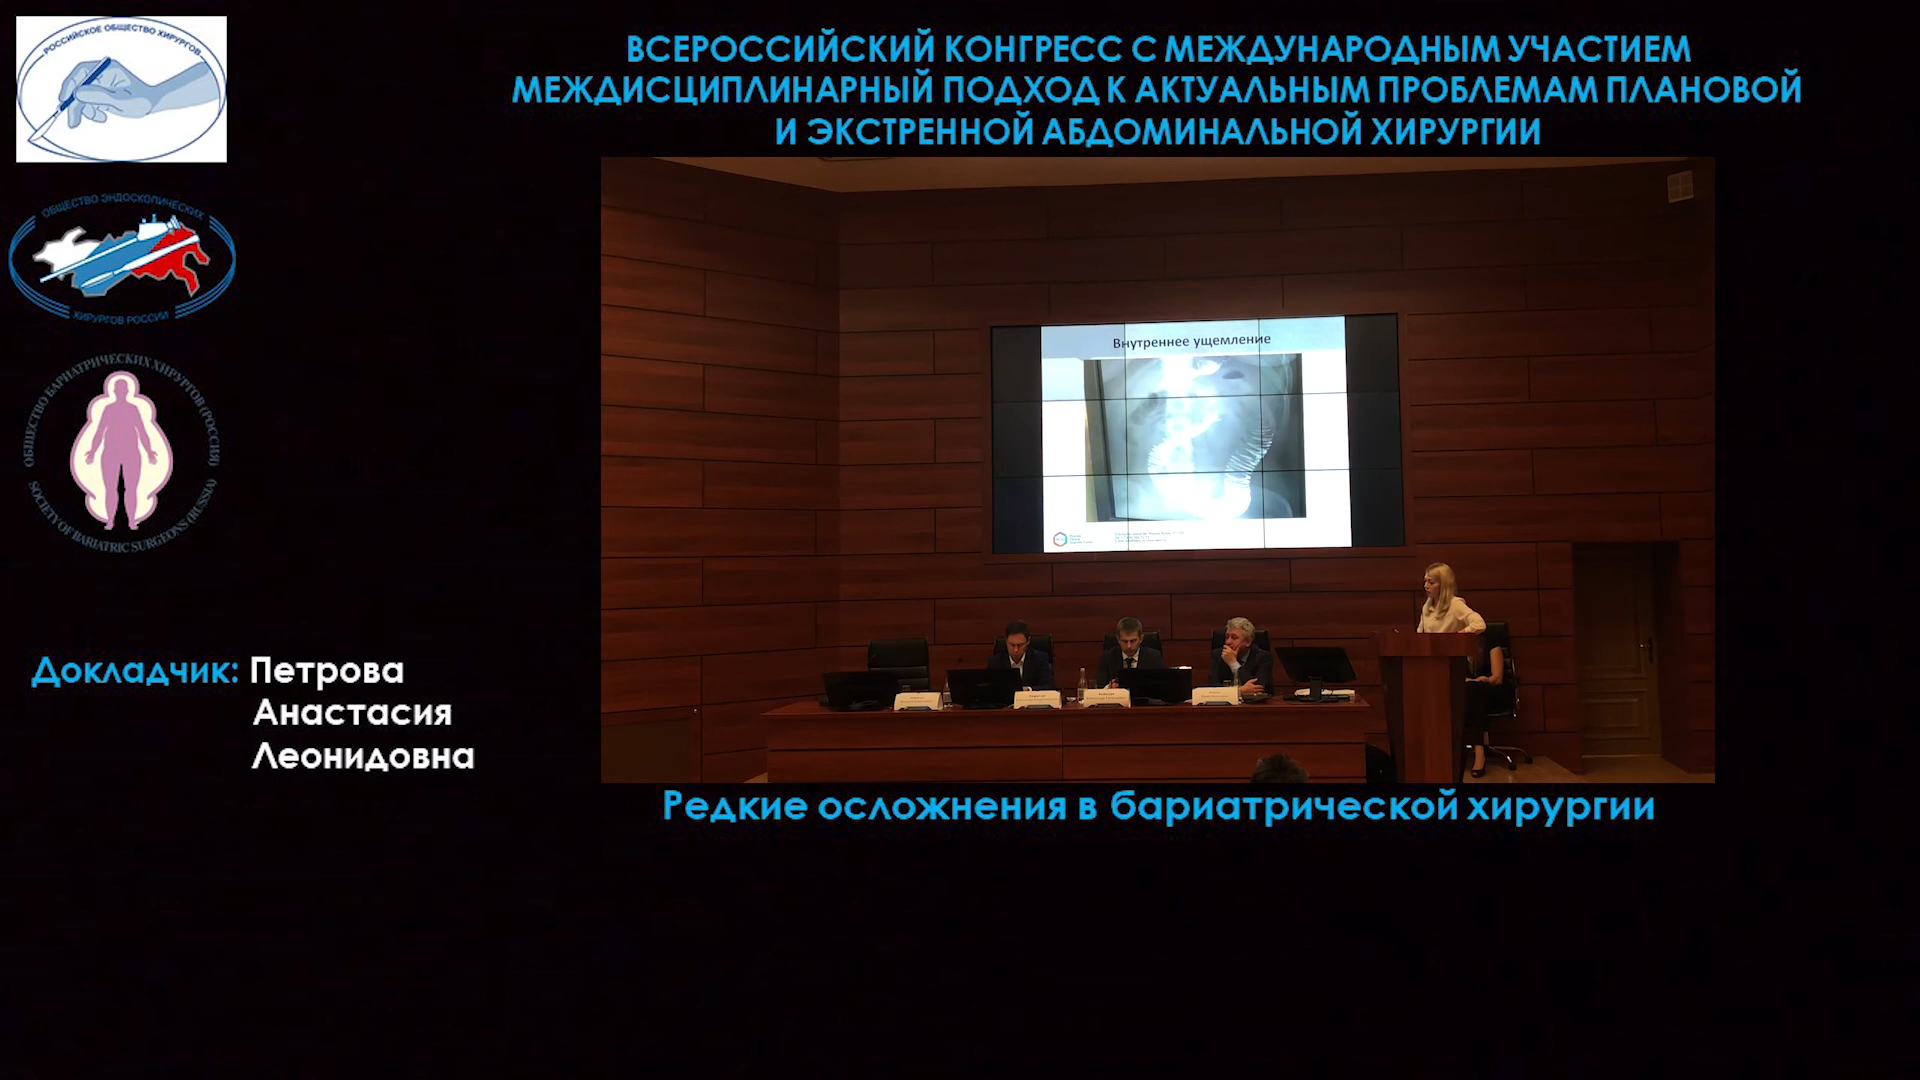 РОССИЙСКОЕ ОБЩЕСТВО ХИРУРГОВ
ВСЕРОССИЙСКИЙ КОНГРЕСС С МЕЖДУНАРОДНЫМ УЧАСТИЕМ
МЕЖДИСЦИПЛИНАРНЫЙ ПОДХОД К АКТУАЛЬНЫМ ПРОБЛЕМАМ ПЛАНОВОЙ
И ЭКСТРЕННОЙ АБДОМИНАЛЬНОЙ ХИРУРГИИ
ОБЩЕСТВО ЭНДОСКОПИЧЕСКИХ
ХИРУРГОВ РОССИИ
ОБЩЕСТВО БАРИАТРИЧЕСКИХ ХИРУРГОВ (РОССИЯ)
SOCIETY OF BARIATRIC SURGEONS (RUSSIA)
Внутреннее ущемление
Докладчик: Петрова
Анастасия
Леонидовна
Редкие осложнения в бариатрической хирургии